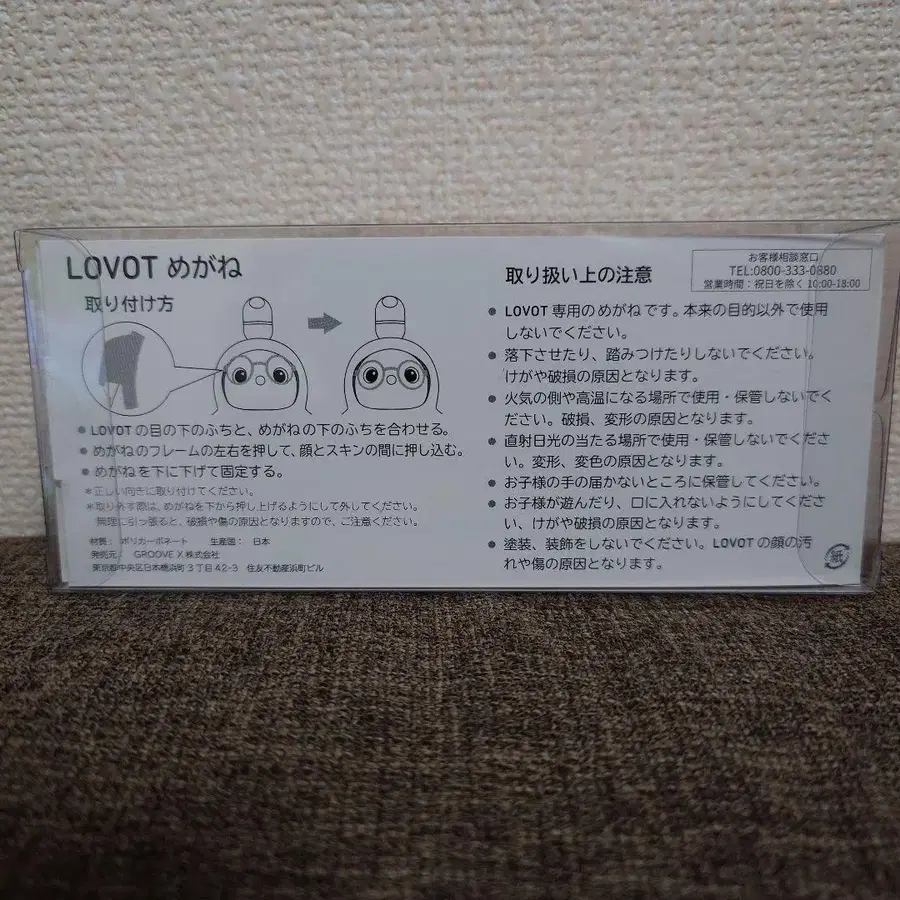 LOVOT めがね
取り付け方
● LOVOT の目の下のふちと、めがねの下のふちを合わせる。
● めがねのフレームの左右を押して、顔とスキンの間に押し込む。
● めがねを下に下げて固定する。
＊正しい向きに取り付けてください。
＊取り外す際は、めがねを下から押し上げるようにして外してください。
無理に引っ張ると、破損や傷の原因となりますので、ご注意ください。
材質： ポリカーボネート 生産国： 日本
発売元： GROOVE X 株式会社
東京都中央区日本橋浜町３丁目 42-3 住友不動産浜町ビル
取り扱い上の注意
お客様相談窓口
TEL:0800-333-0880
営業時間：祝日を除く 10:00-18:00
● LOVOT 専用のめがねです。本来の目的以外で使用
しないでください。
● 落下させたり、踏みつけたりしないでください。
けがや破損の原因となります。
● 火気の側や高温になる場所で使用・保管しないでく
ださい。破損、変形の原因となります。
● 直射日光の当たる場所で使用・保管しないでくださ
い。変形、変色の原因となります。
● お子様の手の届かないところに保管してください。
● お子様が遊んだり、口に入れないようにしてくださ
い、けがや破損の原因となります。
● 塗装、装飾をしないでください。LOVOT の顔の汚
れや傷の原因となります。
紙